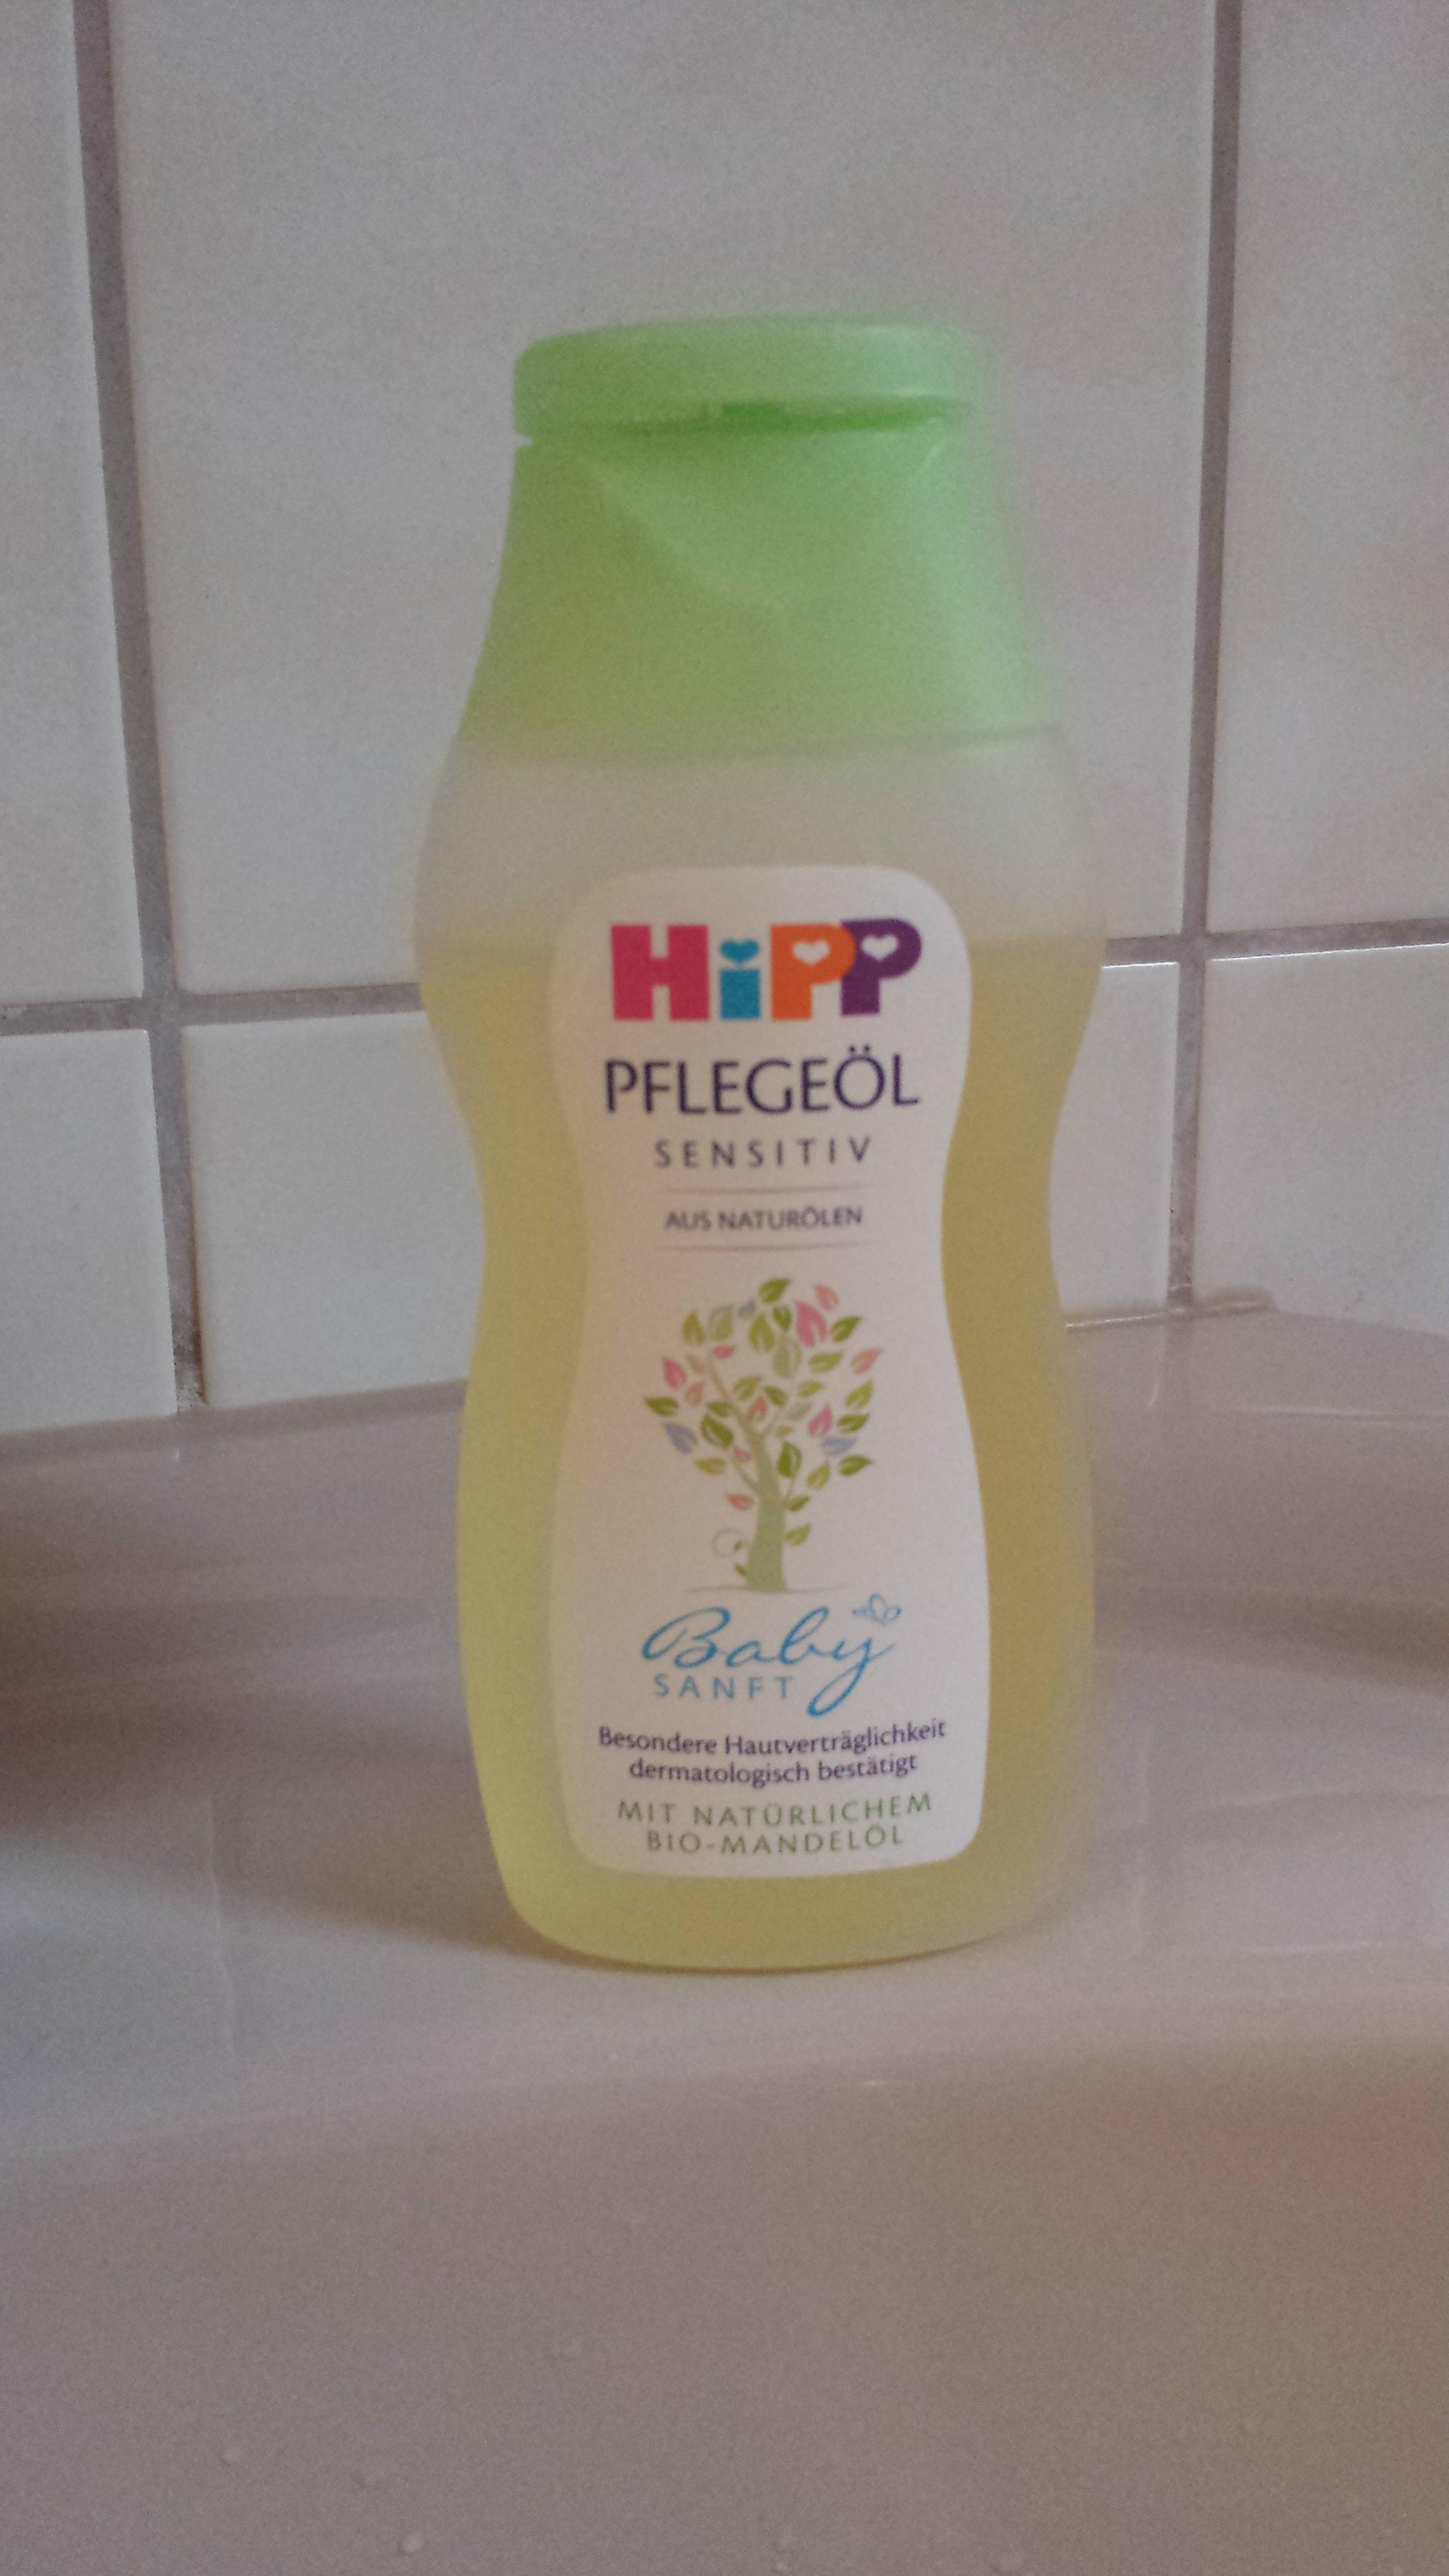 HiPP
PFLEGEÖL
SENSITIV
AUS NATURÖLEN
Baby
SANFT
Besondere Hautverträglichkeit
dermatologisch bestätigt
MIT NATÜRLICHEM
BIO-MANDELÖL